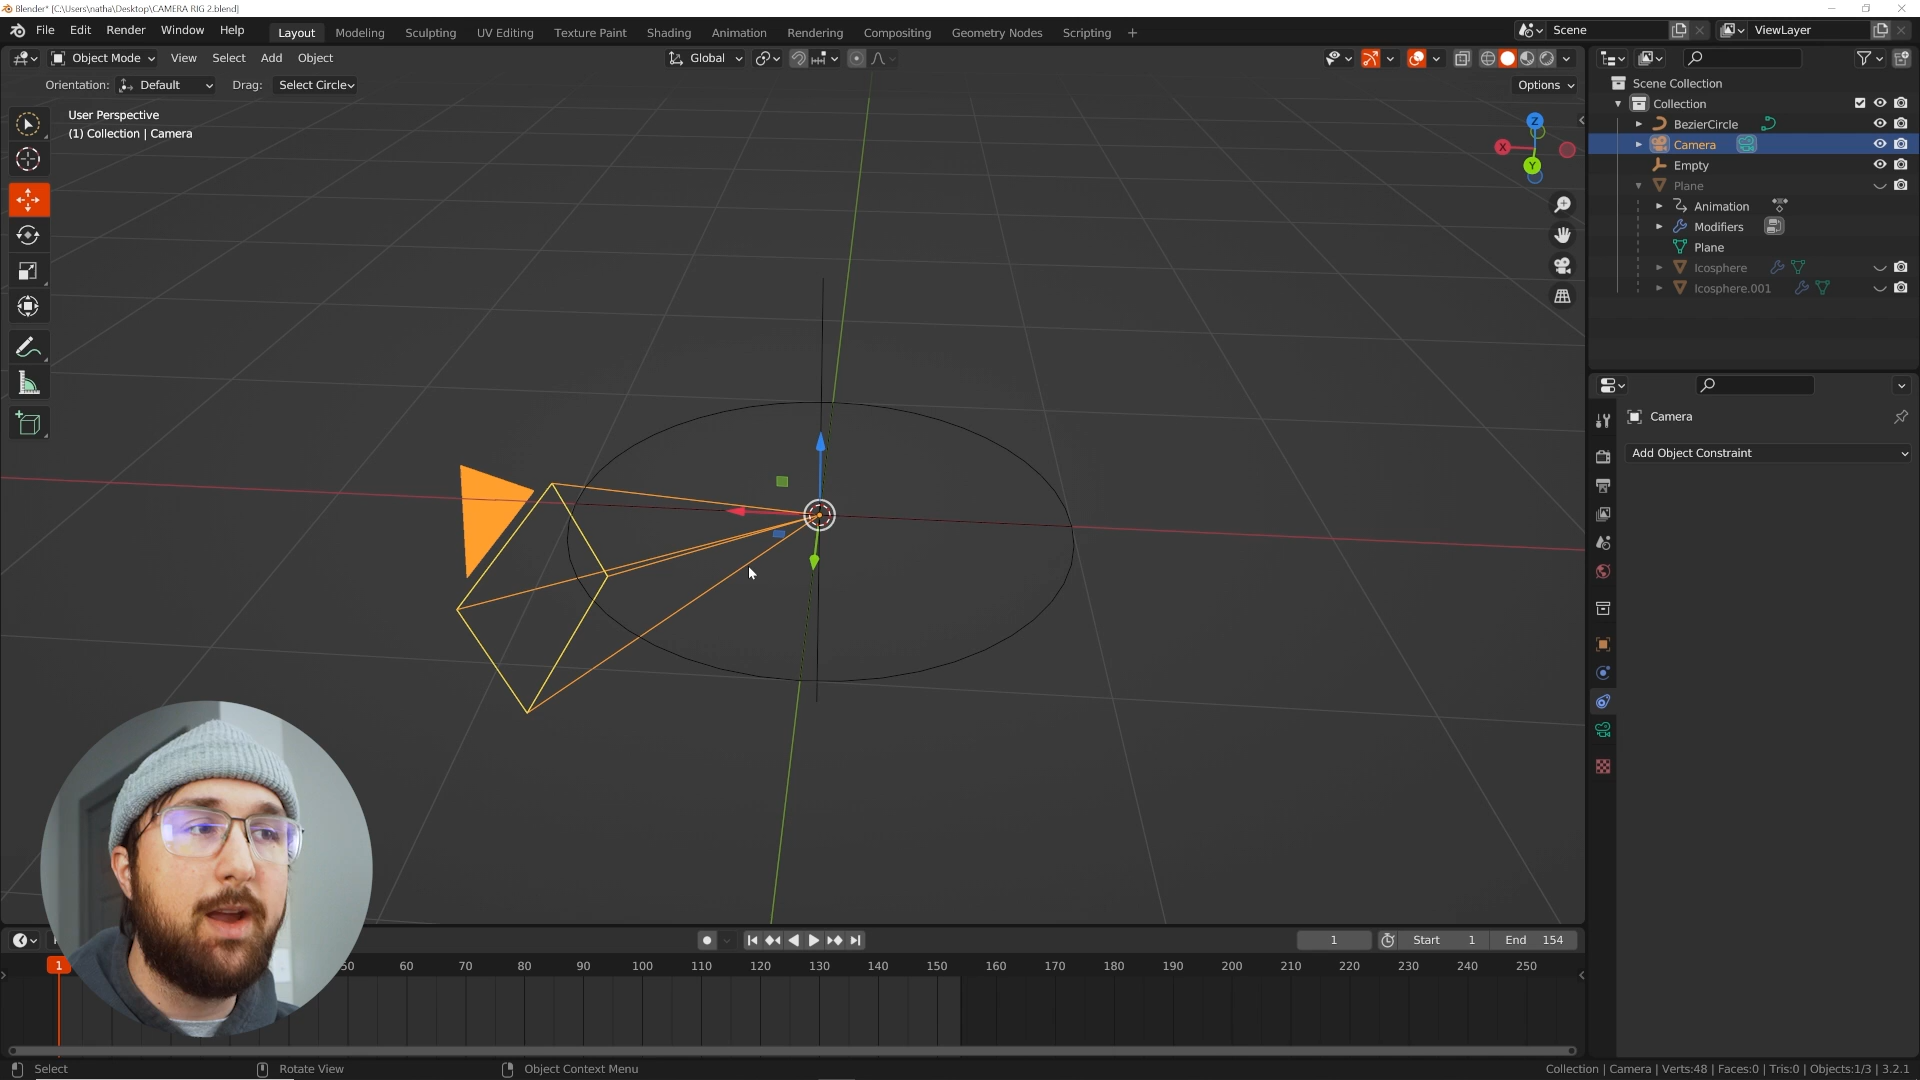 Blender* [C:\Users\natha\Desktop\CAMERA RIG 2.blend]
File Edit Render Window Help Layout Modeling Sculpting UV Editing Texture Paint Shading Animation Rendering Compositing Geometry Nodes Scripting + Scene ViewLayer
Object Mode View Select Add Object Global
Orientation: Default Drag: Select Circle Options
User Perspective
(1) Collection | Camera
Z
X
Y
Scene Collection
Collection
BezierCircle
Camera
Empty
Plane
Animation
Modifiers
Plane
Icosphere
Icosphere.001
Camera
Add Object Constraint
1 Start 1 End 154
1 50 60 70 80 90 100 110 120 130 140 150 160 170 180 190 200 210 220 230 240 250
Select Rotate View Object Context Menu Collection | Camera | Verts:48 | Faces:0 | Tris:0 | Objects:1/3 | 3.2.1